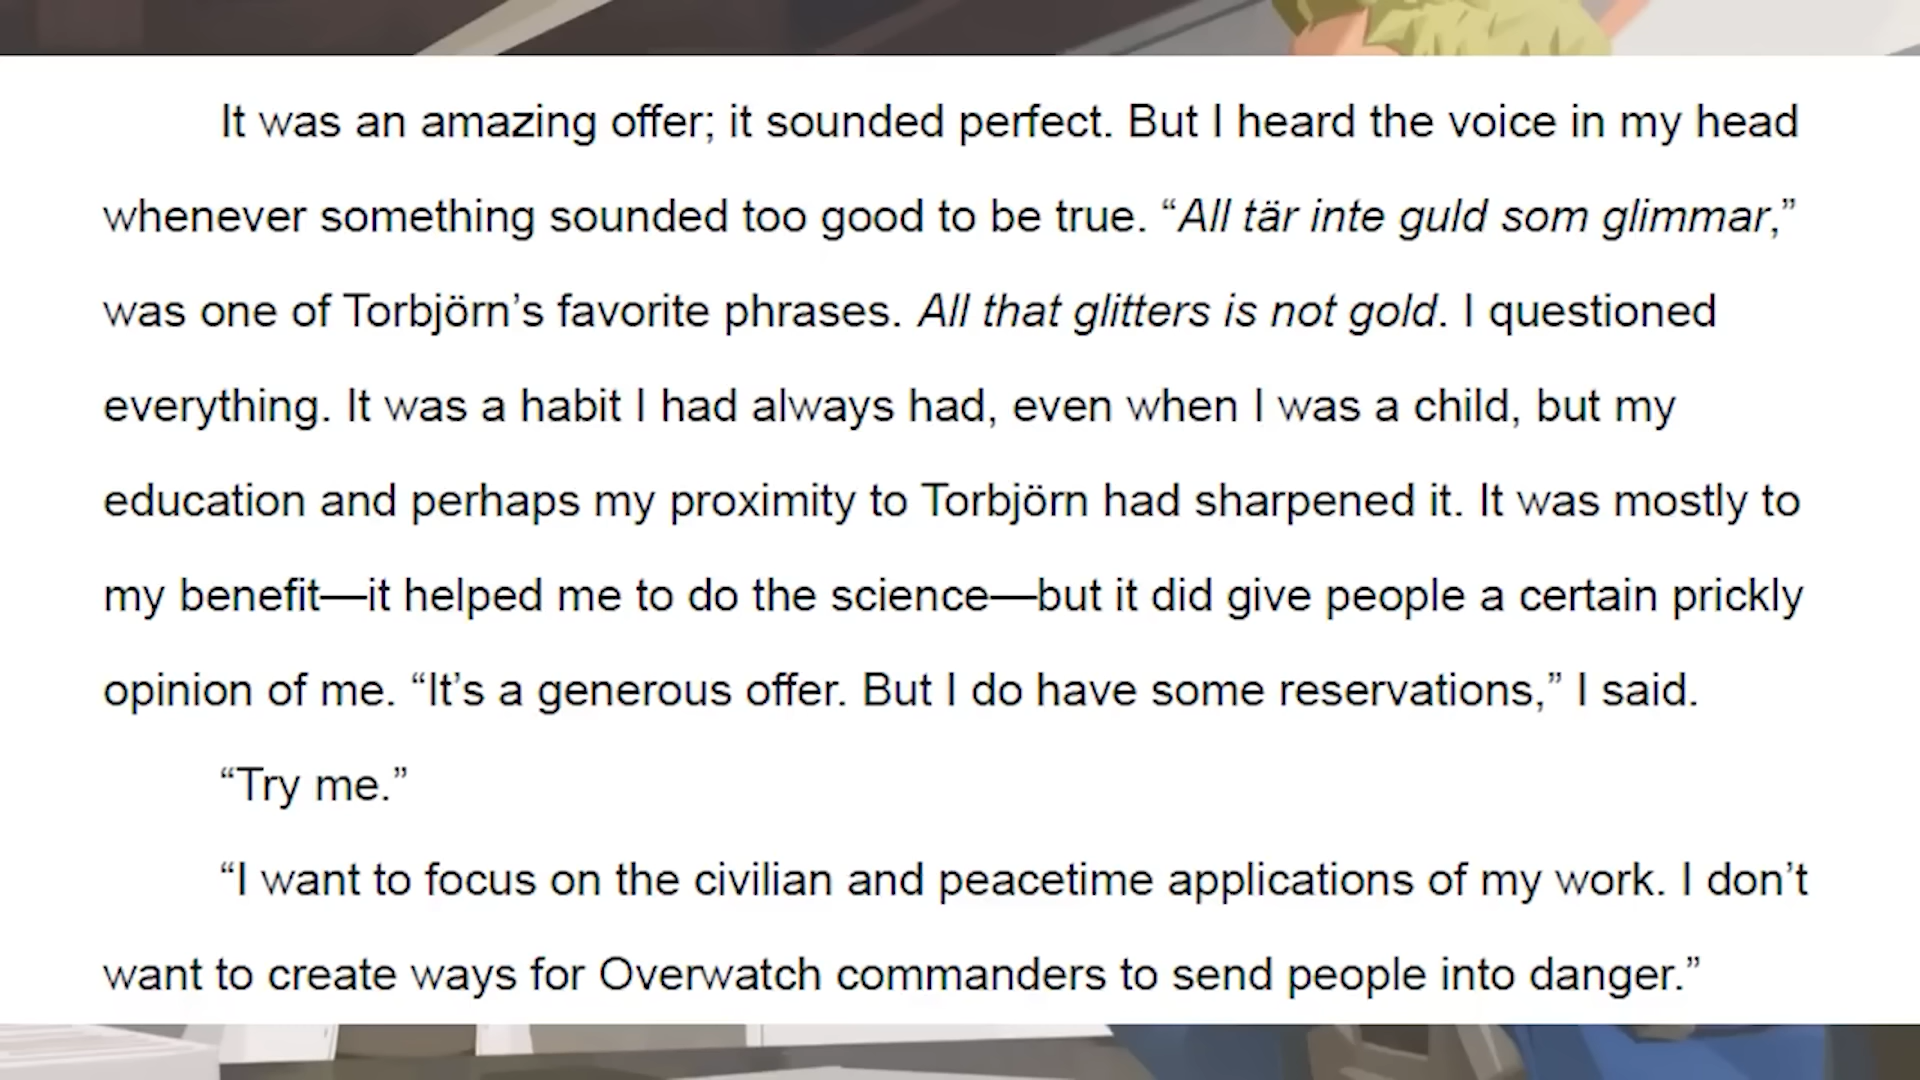 It was an amazing offer; it sounded perfect. But I heard the voice in my head
whenever something sounded too good to be true. “All tär inte guld som glimmar,”
was one of Torbjörn’s favorite phrases. All that glitters is not gold. I questioned
everything. It was a habit I had always had, even when I was a child, but my
education and perhaps my proximity to Torbjörn had sharpened it. It was mostly to
my benefit—it helped me to do the science—but it did give people a certain prickly
opinion of me. “It’s a generous offer. But I do have some reservations,” I said.
“Try me.”
“I want to focus on the civilian and peacetime applications of my work. I don’t
want to create ways for Overwatch commanders to send people into danger.”